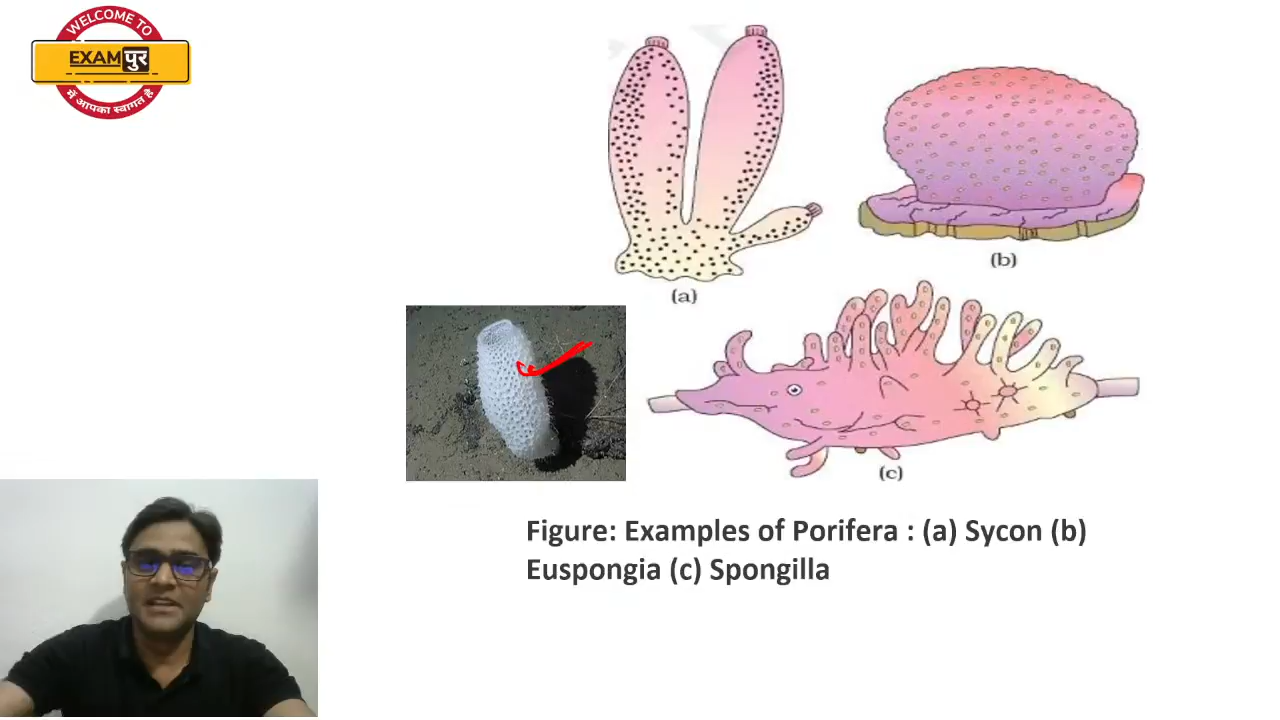 WELCOME TO
EXAMपुर
में आपका स्वागत है
(a)
(b)
(c)
Figure: Examples of Porifera : (a) Sycon (b)
Euspongia (c) Spongilla